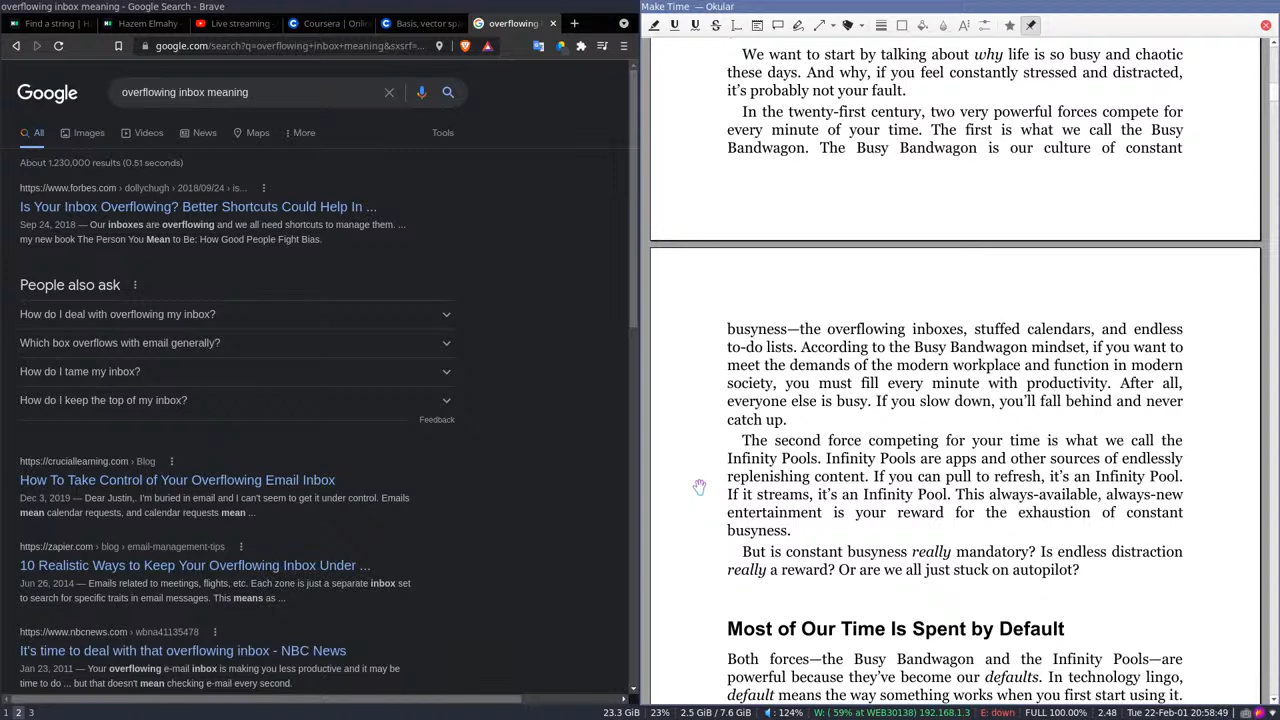 overflowing inbox meaning - Google Search - Brave
Find a string
Hazem Elmahy
Live streaming
Coursera | Onlin
Basis, vector sp
overflowing
google.com/search?q=overflowing+inbox+meaning&sxsrf=...
Google
overflowing inbox meaning
All
Images
Videos
News
Maps
More
Tools
About 1,230,000 results (0.51 seconds)
https://www.forbes.com › dollychugh › 2018/09/24 › is...
Is Your Inbox Overflowing? Better Shortcuts Could Help In ...
Sep 24, 2018 — Our inboxes are overflowing and we all need shortcuts to manage them. ...
my new book The Person You Mean to Be: How Good People Fight Bias.
People also ask
How do I deal with overflowing my inbox?
Which box overflows with email generally?
How do I tame my inbox?
How do I keep the top of my inbox?
Feedback
https://cruciallearning.com › Blog
How To Take Control of Your Overflowing Email Inbox
Dec 3, 2019 — Dear Justin,. I'm buried in email and I can't seem to get it under control. Emails
mean calendar requests, and calendar requests mean ...
https://zapier.com › blog › email-management-tips
10 Realistic Ways to Keep Your Overflowing Inbox Under ...
Jun 26, 2014 — Emails related to meetings, flights, etc. Each zone is just a separate inbox set
to search for specific traits in email messages. This means as ...
https://www.nbcnews.com › wbna41135478
It's time to deal with that overflowing inbox - NBC News
Jan 23, 2011 — Your overflowing e-mail inbox is making you less productive and it may be
time to do ... but that doesn't mean checking e-mail every second.
Make Time — Okular
We want to start by talking about why life is so busy and chaotic
these days. And why, if you feel constantly stressed and distracted,
it's probably not your fault.
In the twenty-first century, two very powerful forces compete for
every minute of your time. The first is what we call the Busy
Bandwagon. The Busy Bandwagon is our culture of constant
busyness—the overflowing inboxes, stuffed calendars, and endless
to-do lists. According to the Busy Bandwagon mindset, if you want to
meet the demands of the modern workplace and function in modern
society, you must fill every minute with productivity. After all,
everyone else is busy. If you slow down, you'll fall behind and never
catch up.
The second force competing for your time is what we call the
Infinity Pools. Infinity Pools are apps and other sources of endlessly
replenishing content. If you can pull to refresh, it's an Infinity Pool.
If it streams, it's an Infinity Pool. This always-available, always-new
entertainment is your reward for the exhaustion of constant
busyness.
But is constant busyness really mandatory? Is endless distraction
really a reward? Or are we all just stuck on autopilot?
Most of Our Time Is Spent by Default
Both forces—the Busy Bandwagon and the Infinity Pools—are
powerful because they've become our defaults. In technology lingo,
default means the way something works when you first start using it.
1 2 3
23.3 GiB
23%
2.5 GiB / 7.6 GiB
: 124%
W: ( 59% at WEB30138) 192.168.1.3
E: down
FULL 100.00%
2.48
Tue 22-Feb-01 20:58:49